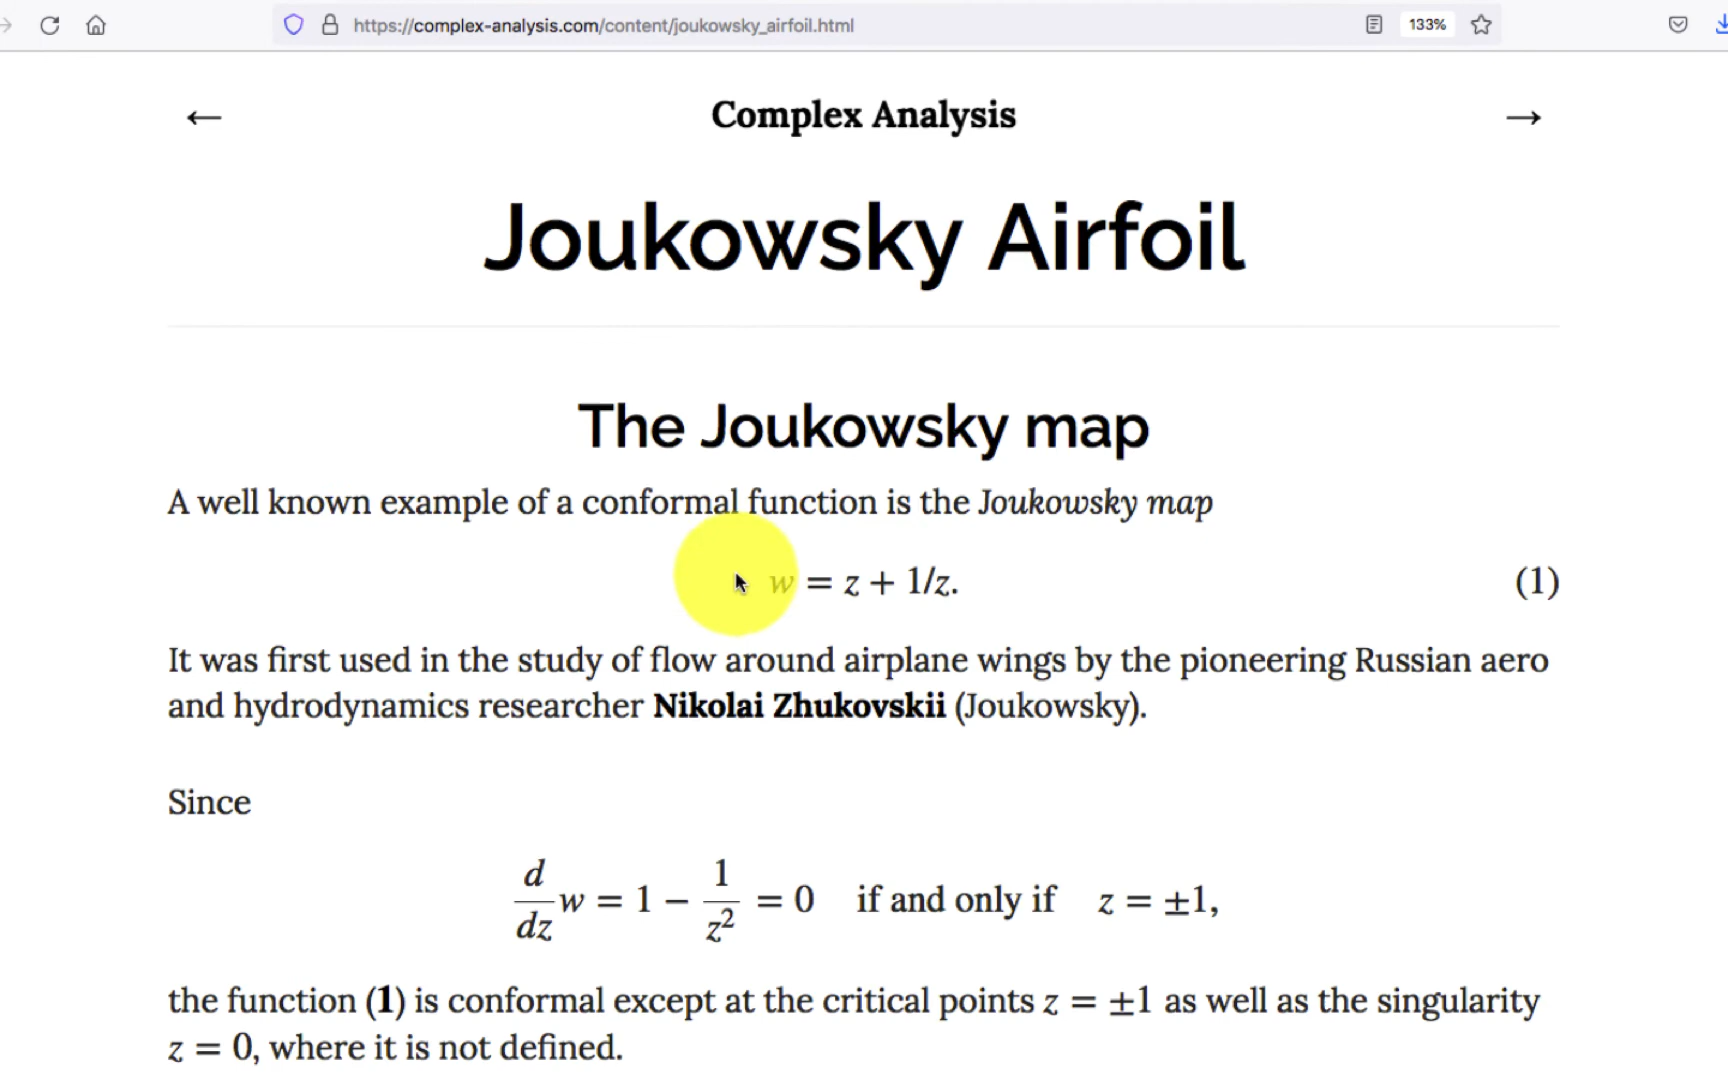 https://complex-analysis.com/content/joukowsky_airfoil.html 133%
← Complex Analysis →
Joukowsky Airfoil
The Joukowsky map
A well known example of a conformal function is the Joukowsky map
w = z + 1/z. (1)
It was first used in the study of flow around airplane wings by the pioneering Russian aero
and hydrodynamics researcher Nikolai Zhukovskii (Joukowsky).
Since
d/dz w = 1 − 1/z² = 0 if and only if z = ±1,
the function (1) is conformal except at the critical points z = ±1 as well as the singularity
z = 0, where it is not defined.